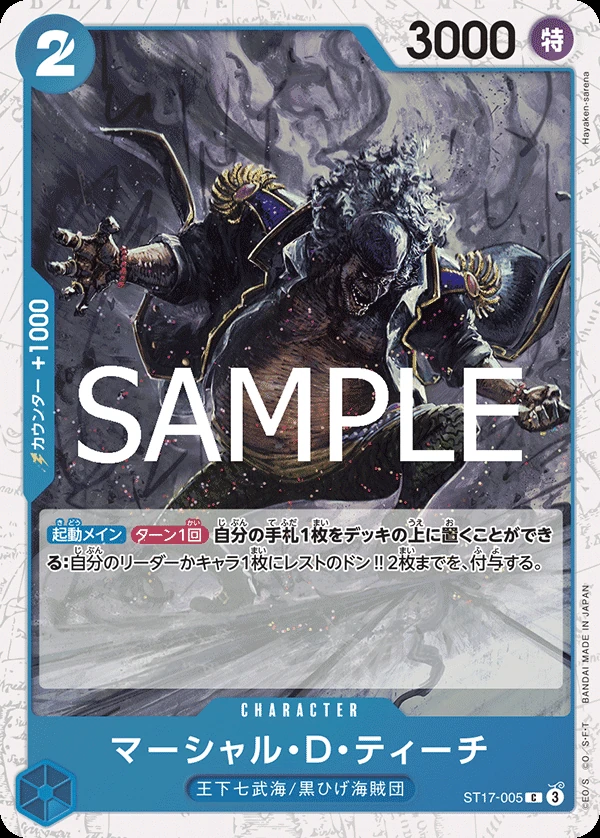 BLICHER'S FREE
2
3000
特
Hayaken-sarena
カウンター +1000
SAMPLE
起動メイン ターン1回 自分の手札1枚をデッキの上に置くことができ
る:自分のリーダーかキャラ1枚にレストのドン!!2枚までを、付与する。
CHARACTER
マーシャル・D・ティーチ
王下七武海/黒ひげ海賊団
ST17-005 C 3
©E.O/S. ©O./S・F・T. BANDAI MADE IN JAPAN